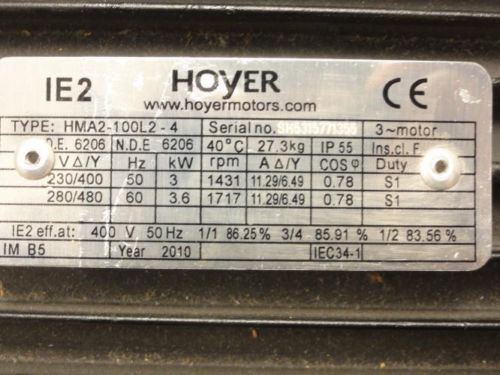 IE2 HOYER CE
www.hoyermotors.com
TYPE: HMA2-100L2-4 Serial no. 3~motor
.E. 6206 N.D.E 6206 40°C 27.3kg IP 55 Ins.cl. F
V Δ/Y Hz kW rpm A Δ/Y COS φ Duty
230/400 50 3 1431 11.29/6.49 0.78 S1
280/480 60 3.6 1717 11.29/6.49 0.78 S1
IE2 eff.at: 400 V 50 Hz 1/1 86.25% 3/4 85.91% 1/2 83.56%
IM B5 Year 2010 IEC34-1